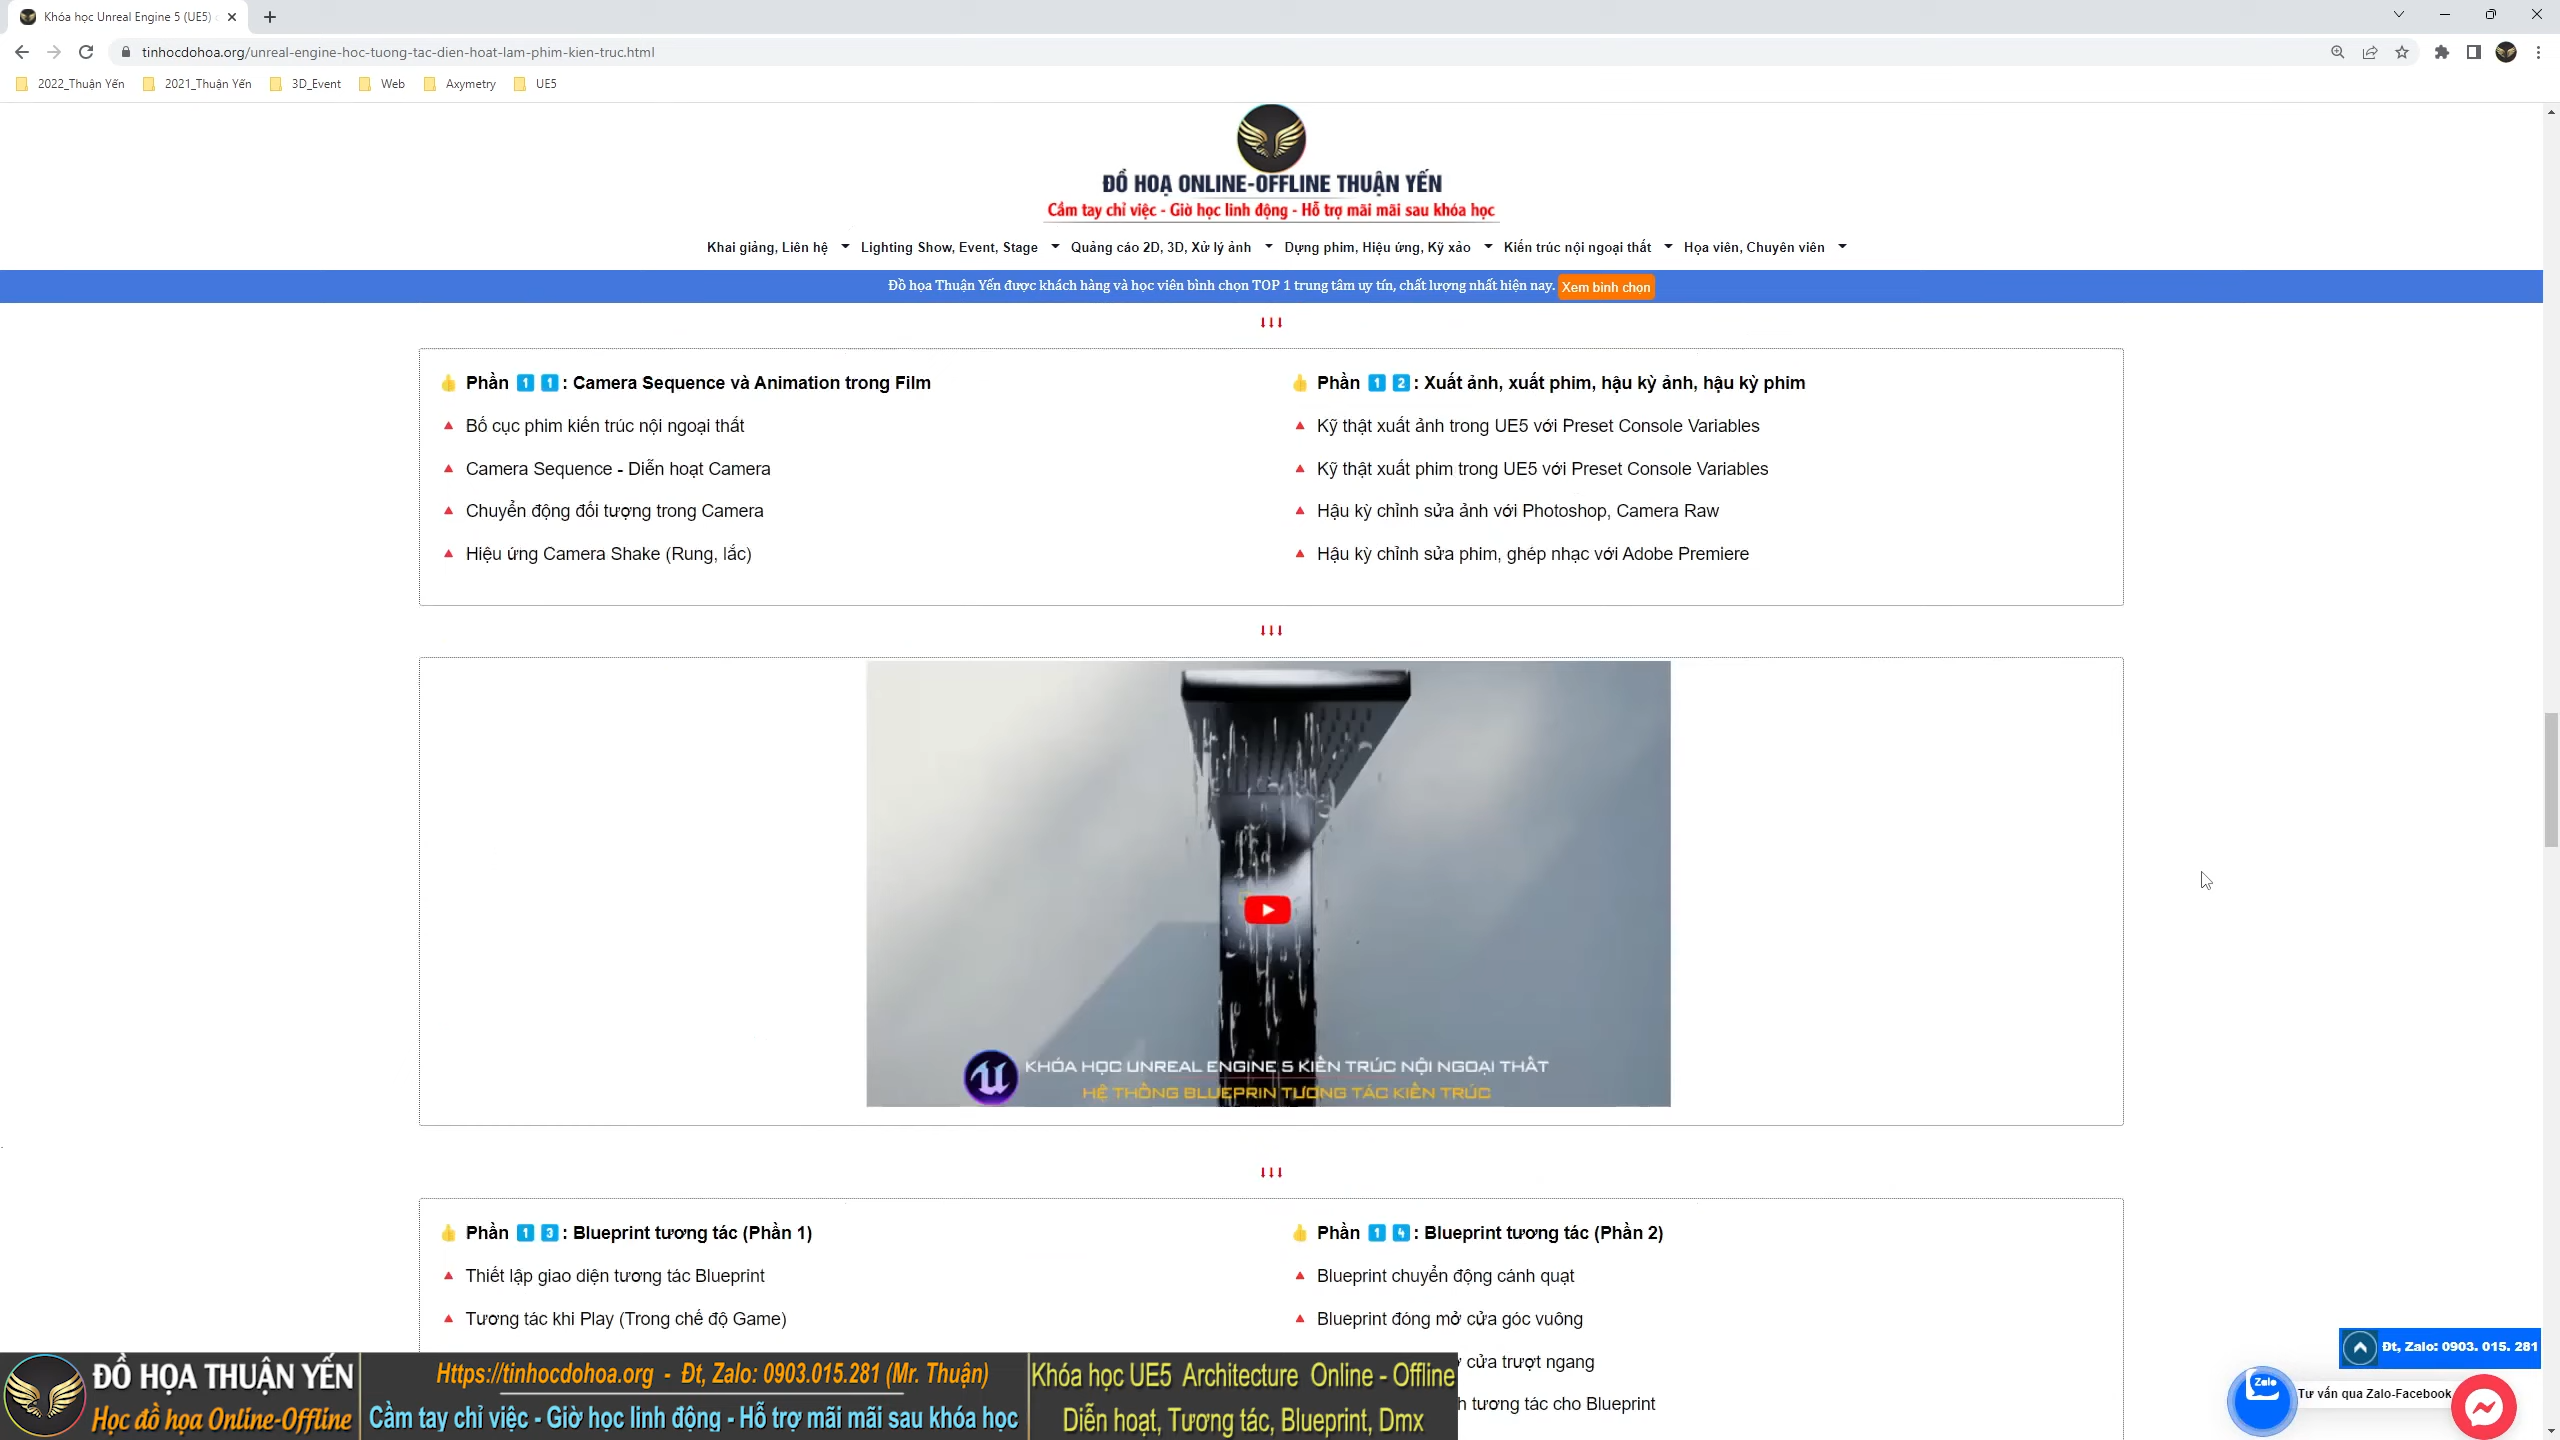 Khóa học Unreal Engine 5 (UE5)
tinhocdohoa.org/unreal-engine-hoc-tuong-tac-dien-hoat-lam-phim-kien-truc.html
2022_Thuận Yến 2021_Thuận Yến 3D_Event Web Axymetry UE5
ĐỒ HOẠ ONLINE-OFFLINE THUẬN YẾN
Cầm tay chỉ việc - Giờ học linh động - Hỗ trợ mãi mãi sau khóa học
Khai giảng, Liên hệ Lighting Show, Event, Stage Quảng cáo 2D, 3D, Xử lý ảnh Dựng phim, Hiệu ứng, Kỹ xảo Kiến trúc nội ngoại thất Họa viên, Chuyên viên
Đồ họa Thuận Yến được khách hàng và học viên bình chọn TOP 1 trung tâm uy tín, chất lượng nhất hiện nay. Xem bình chọn
Phần 1 1 : Camera Sequence và Animation trong Film
Bố cục phim kiến trúc nội ngoại thất
Camera Sequence - Diễn hoạt Camera
Chuyển động đối tượng trong Camera
Hiệu ứng Camera Shake (Rung, lắc)
Phần 1 2 : Xuất ảnh, xuất phim, hậu kỳ ảnh, hậu kỳ phim
Kỹ thật xuất ảnh trong UE5 với Preset Console Variables
Kỹ thật xuất phim trong UE5 với Preset Console Variables
Hậu kỳ chỉnh sửa ảnh với Photoshop, Camera Raw
Hậu kỳ chỉnh sửa phim, ghép nhạc với Adobe Premiere
KHÓA HỌC UNREAL ENGINE 5 KIẾN TRÚC NỘI NGOẠI THẤT
HỆ THỐNG BLUEPRIN TƯƠNG TÁC KIẾN TRÚC
Phần 1 3 : Blueprint tương tác (Phần 1)
Thiết lập giao diện tương tác Blueprint
Tương tác khi Play (Trong chế độ Game)
Phần 1 4 : Blueprint tương tác (Phần 2)
Blueprint chuyển động cánh quạt
Blueprint đóng mở cửa góc vuông
cửa trượt ngang
tương tác cho Blueprint
Đt, Zalo: 0903. 015. 281
Zalo
Tư vấn qua Zalo-Facebook
ĐỒ HỌA THUẬN YẾN
Học đồ họa Online-Offline
Https://tinhocdohoa.org - Đt, Zalo: 0903.015.281 (Mr. Thuận)
Cầm tay chỉ việc - Giờ học linh động - Hỗ trợ mãi mãi sau khóa học
Khóa học UE5 Architecture Online - Offline
Diễn hoạt, Tương tác, Blueprint, Dmx